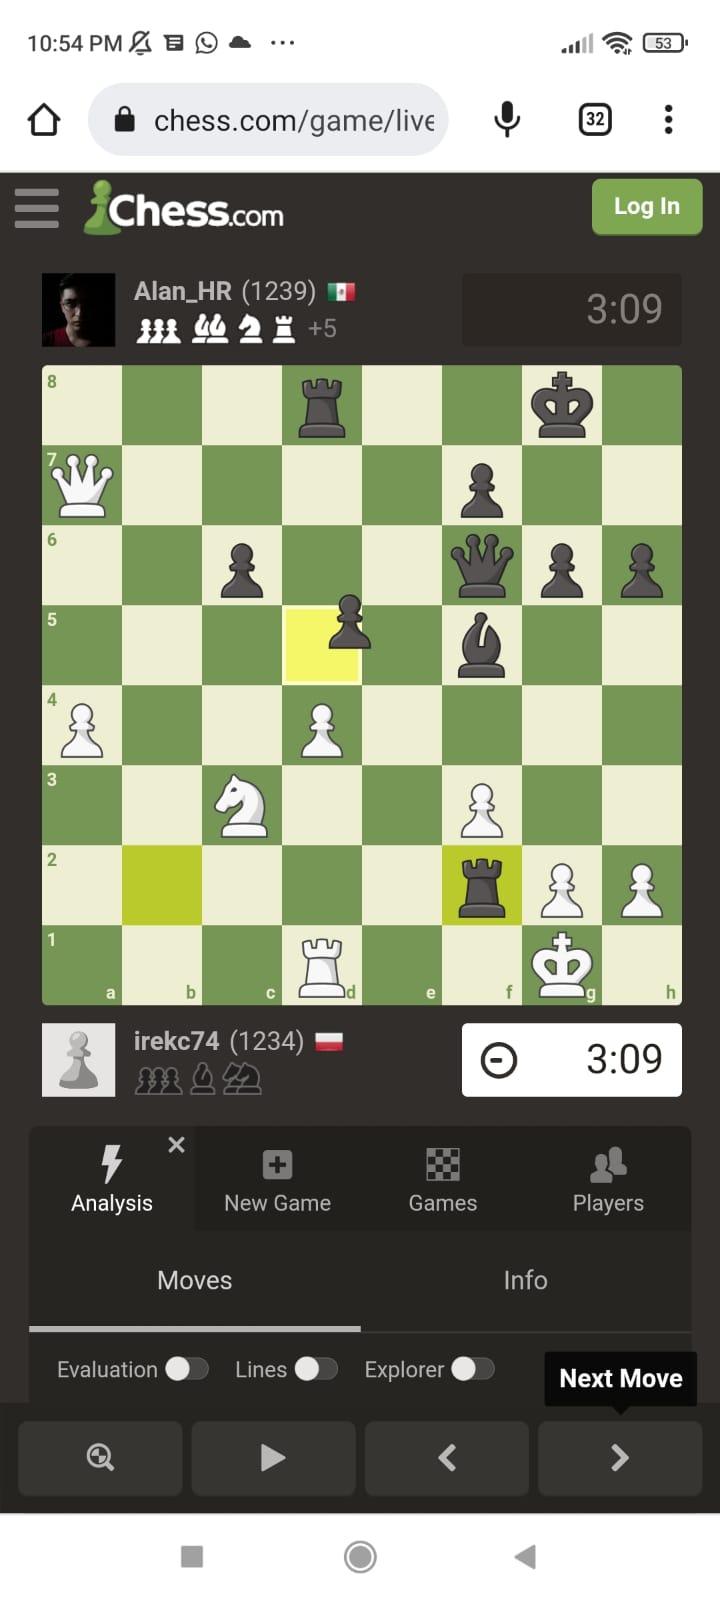 10:54 PM 53
chess.com/game/live 32
Chess.com Log In
Alan_HR (1239) 3:09
+5
8
7
6
5
4
3
2
1
a b c d e f g h
irekc74 (1234) 3:09
Analysis New Game Games Players
Moves Info
Evaluation Lines Explorer Next Move